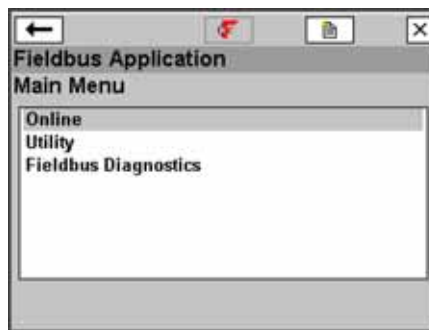 Fieldbus Application
Main Menu
Online
Utility
Fieldbus Diagnostics